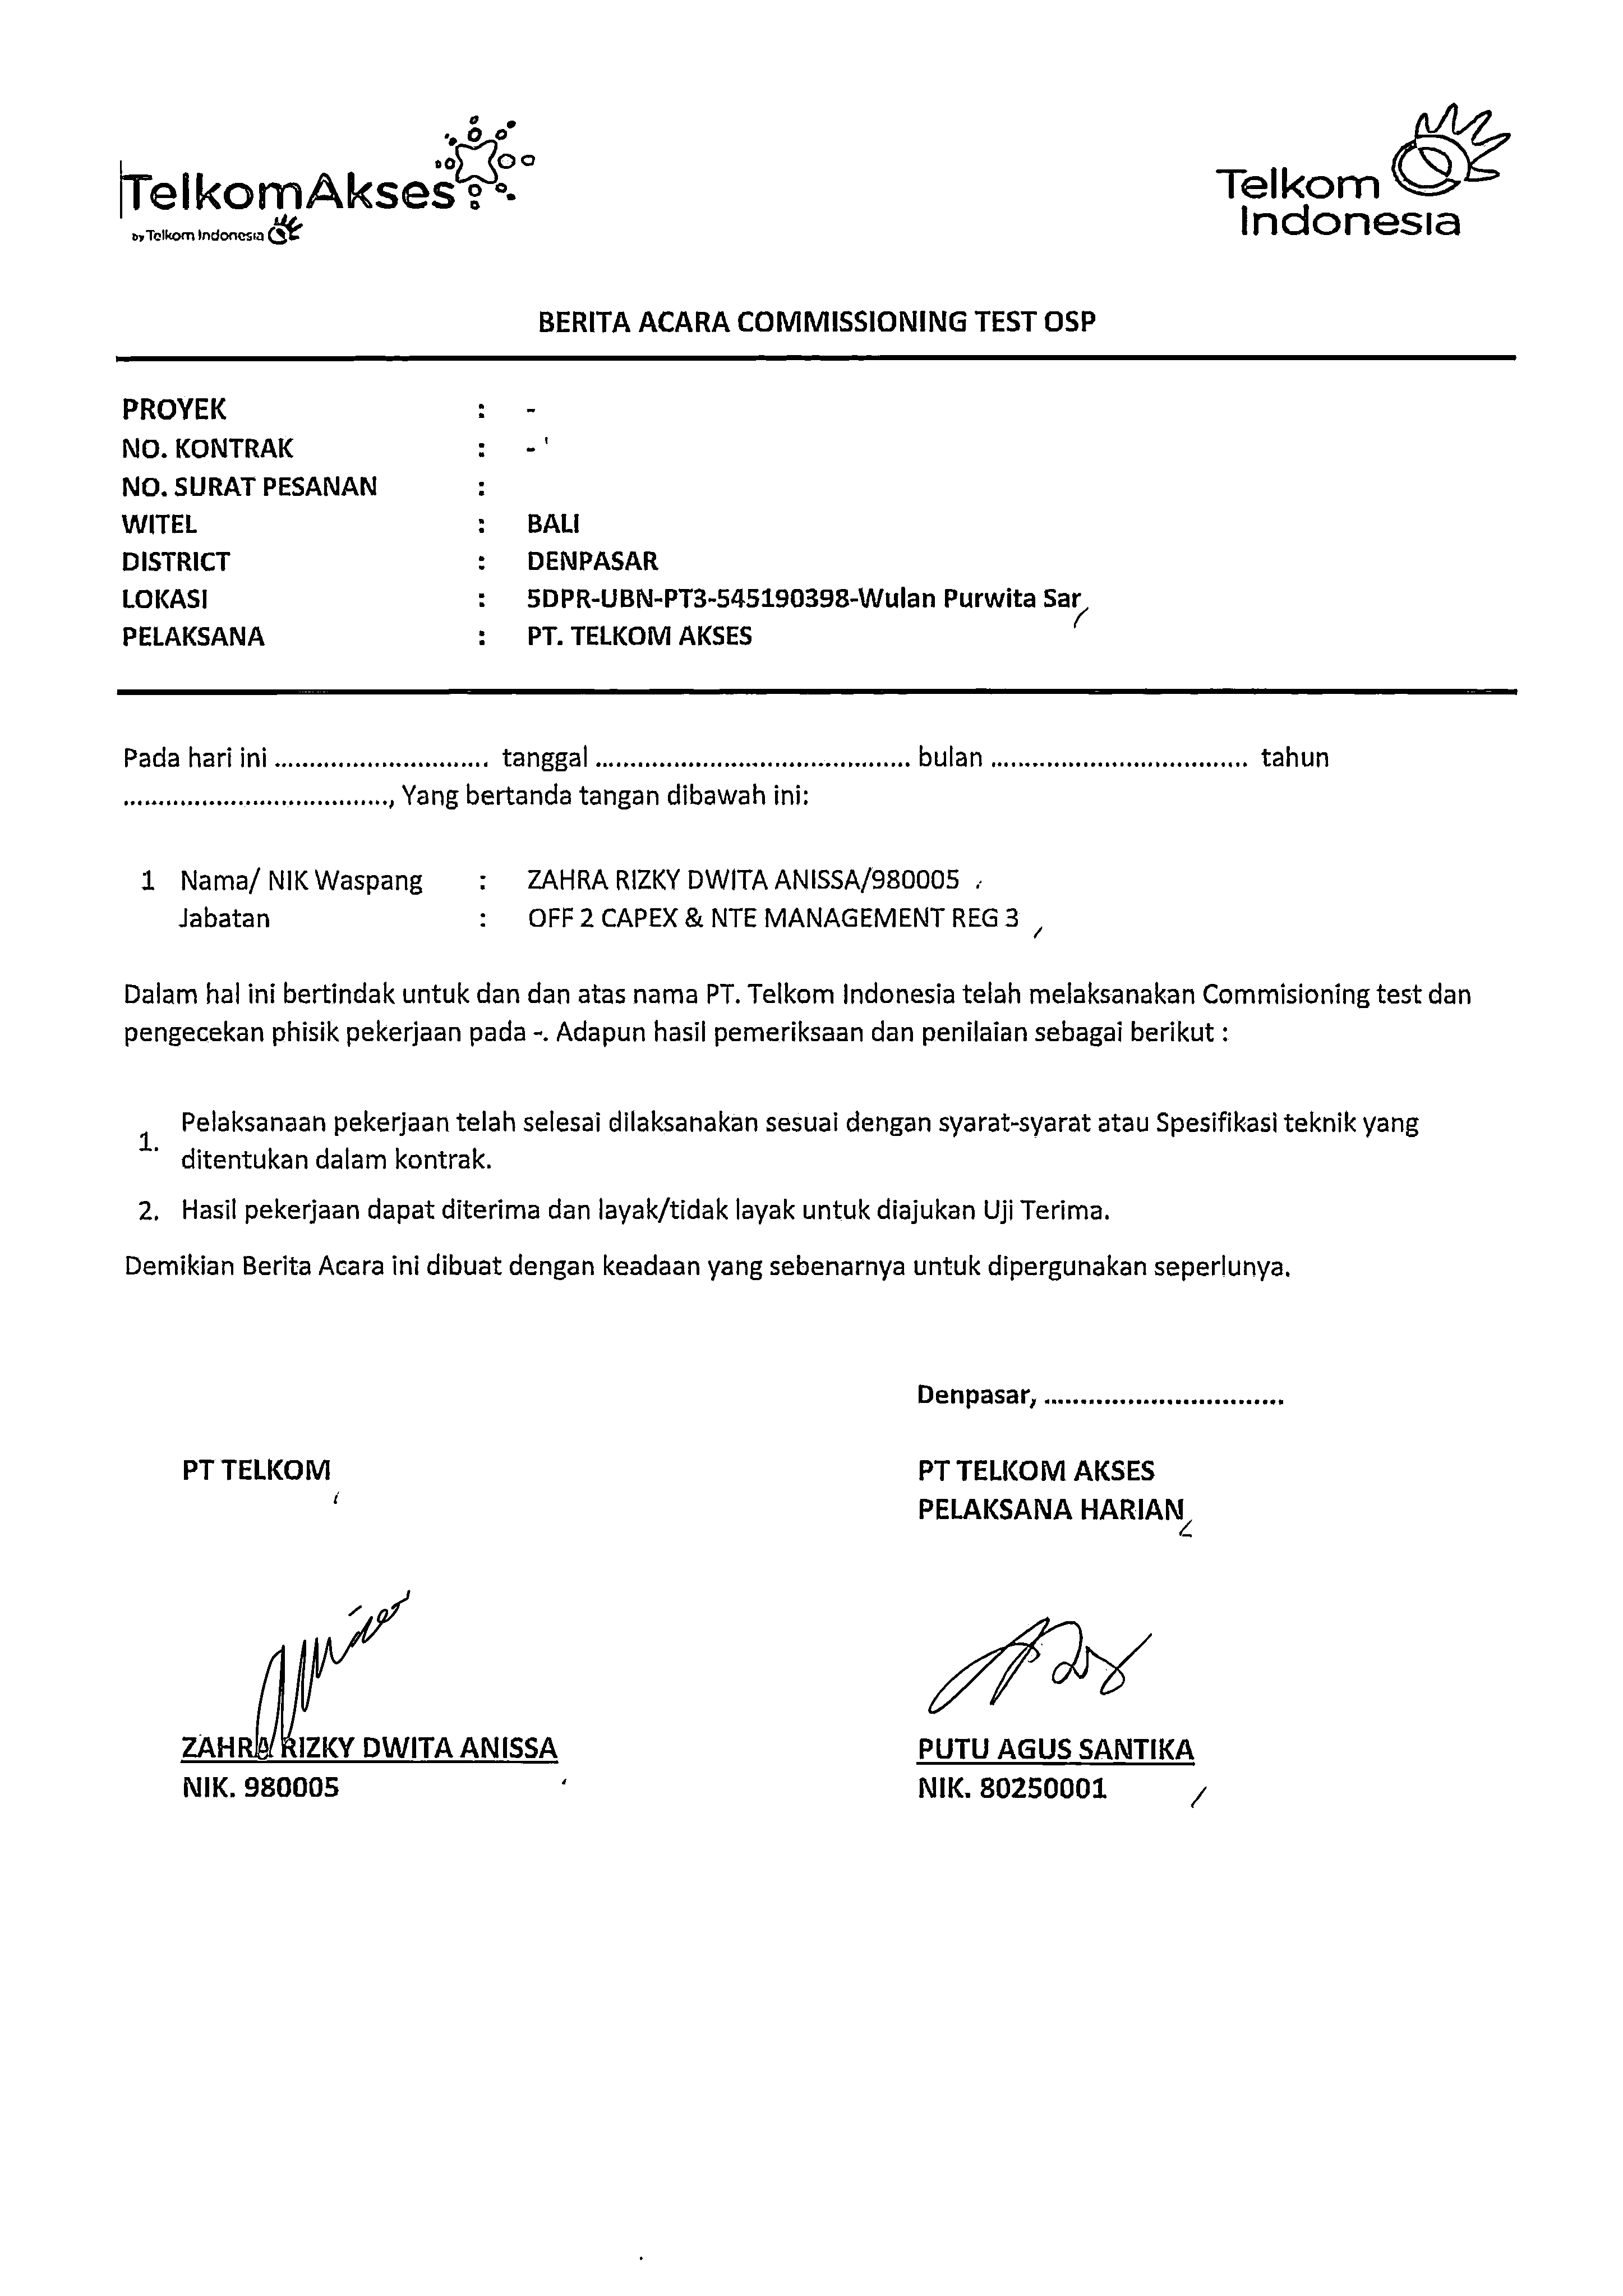 TelkomAkses
by Telkom Indonesia
Telkom
Indonesia
BERITA ACARA COMMISSIONING TEST OSP
PROYEK : -
NO. KONTRAK : -
NO. SURAT PESANAN :
WITEL : BALI
DISTRICT : DENPASAR
LOKASI : 5DPR-UBN-PT3-545190398-Wulan Purwita Sar
PELAKSANA : PT. TELKOM AKSES
Pada hari ini .............................. tanggal ............................................ bulan .................................... tahun
....................................., Yang bertanda tangan dibawah ini:
1 Nama/ NIK Waspang : ZAHRA RIZKY DWITA ANISSA/980005
Jabatan : OFF 2 CAPEX & NTE MANAGEMENT REG 3
Dalam hal ini bertindak untuk dan dan atas nama PT. Telkom Indonesia telah melaksanakan Commisioning test dan
pengecekan phisik pekerjaan pada -. Adapun hasil pemeriksaan dan penilaian sebagai berikut :
1. Pelaksanaan pekerjaan telah selesai dilaksanakan sesuai dengan syarat-syarat atau Spesifikasi teknik yang
ditentukan dalam kontrak.
2. Hasil pekerjaan dapat diterima dan layak/tidak layak untuk diajukan Uji Terima.
Demikian Berita Acara ini dibuat dengan keadaan yang sebenarnya untuk dipergunakan seperlunya.
Denpasar, ...............................
PT TELKOM
PT TELKOM AKSES
PELAKSANA HARIAN
ZAHRA RIZKY DWITA ANISSA
NIK. 980005
PUTU AGUS SANTIKA
NIK. 80250001